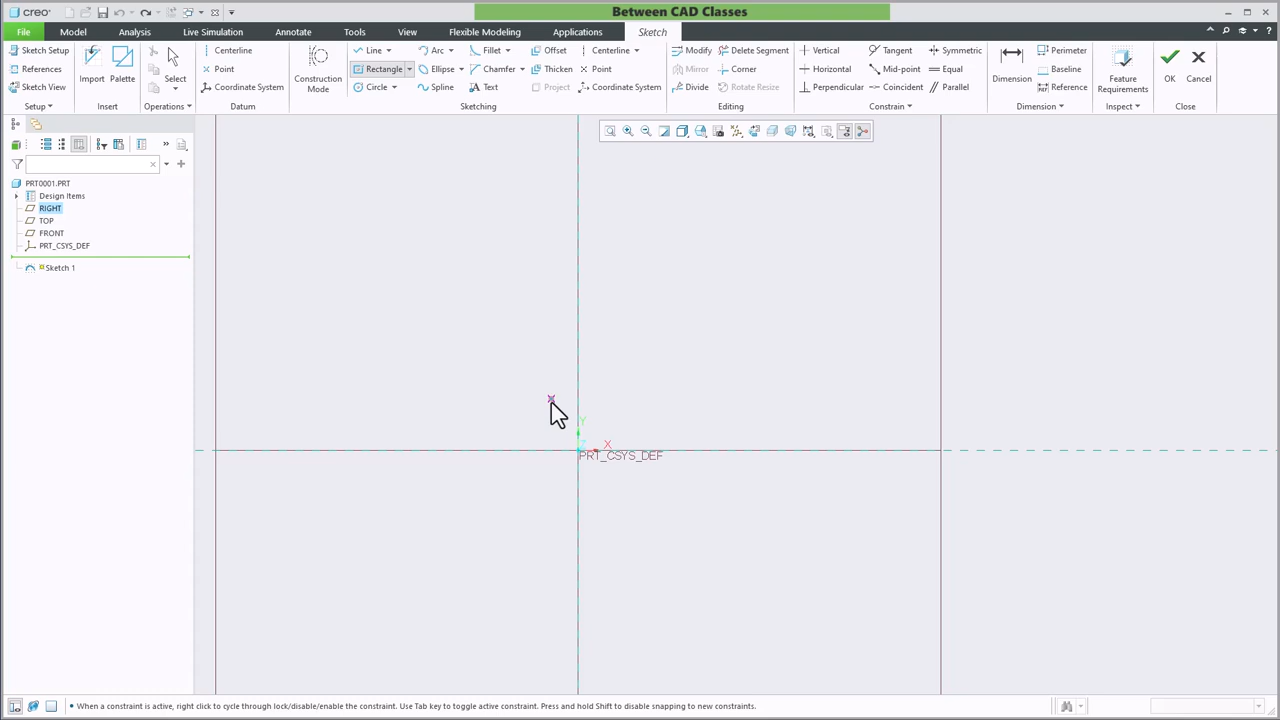 creo
Between CAD Classes
File Model Analysis Live Simulation Annotate Tools View Flexible Modeling Applications Sketch
Sketch Setup
References
Sketch View
Setup
Import Palette
Insert
Select
Operations
Centerline
Point
Coordinate System
Datum
Construction
Mode
Line Arc Fillet Offset Centerline
Rectangle Ellipse Chamfer Thicken Point
Circle Spline Text Project Coordinate System
Sketching
Modify Delete Segment
Mirror Corner
Divide Rotate Resize
Editing
Vertical Tangent Symmetric
Horizontal Mid-point Equal
Perpendicular Coincident Parallel
Constrain
Dimension
Perimeter
Baseline
Reference
Dimension
Feature
Requirements
Inspect
OK Cancel
Close
PRT0001.PRT
Design Items
RIGHT
TOP
FRONT
PRT_CSYS_DEF
Sketch 1
Y
Z X
PRT_CSYS_DEF
• When a constraint is active, right click to cycle through lock/disable/enable the constraint. Use Tab key to toggle active constraint. Press and hold Shift to disable snapping to new constraints.